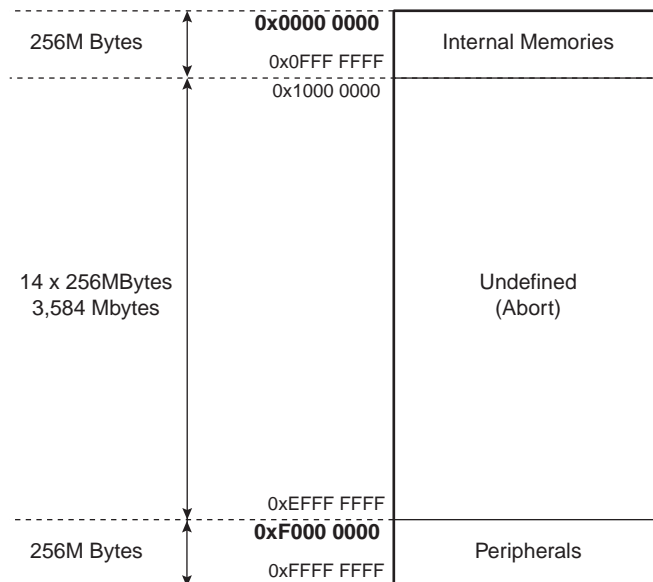 0x0000 0000
256M Bytes
Internal Memories
0x0FFF FFFF
0x1000 0000
14 x 256MBytes
3,584 Mbytes
Undefined
(Abort)
0xEFFF FFFF
0xF000 0000
256M Bytes
Peripherals
0xFFFF FFFF